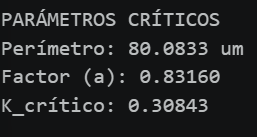 PARÁMETROS CRÍTICOS
Perímetro: 80.0833 um
Factor (a): 0.83160
K_crítico: 0.30843